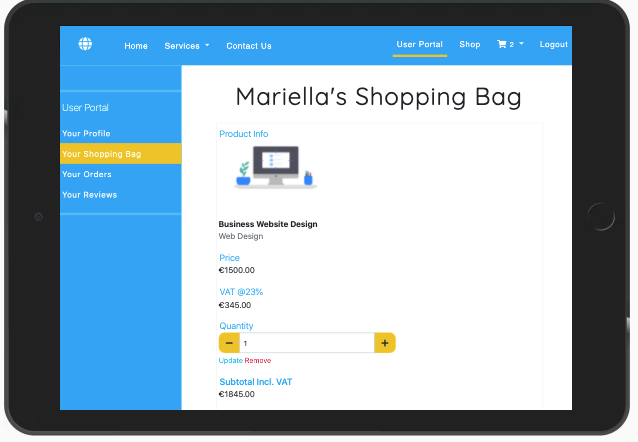 Home Services Contact Us User Portal Shop 2 Logout
User Portal
Your Profile
Your Shopping Bag
Your Orders
Your Reviews
Mariella's Shopping Bag
Product Info
Business Website Design
Web Design
Price
€1500.00
VAT @23%
€345.00
Quantity
1
Update Remove
Subtotal Incl. VAT
€1845.00